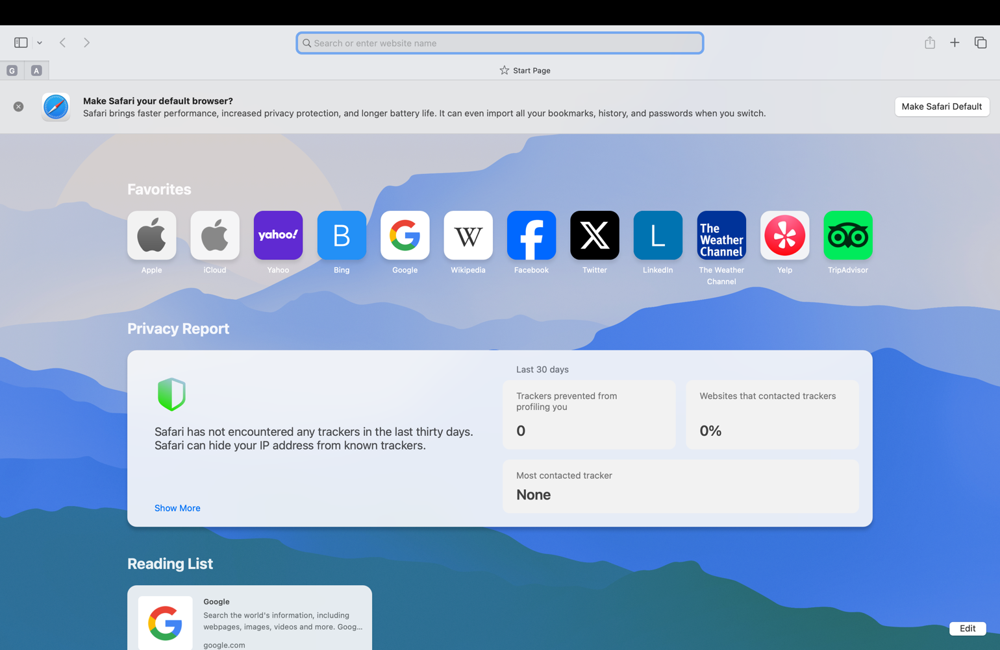 Search or enter website name
G
A
Start Page
Make Safari your default browser?
Safari brings faster performance, increased privacy protection, and longer battery life. It can even import all your bookmarks, history, and passwords when you switch.
Make Safari Default
Favorites
yahoo!
B
W
f
X
L
The
Weather
Channel
Apple
iCloud
Yahoo
Bing
Google
Wikipedia
Facebook
Twitter
LinkedIn
The Weather
Channel
Yelp
TripAdvisor
Privacy Report
Safari has not encountered any trackers in the last thirty days.
Safari can hide your IP address from known trackers.
Show More
Last 30 days
Trackers prevented from
profiling you
0
Websites that contacted trackers
0%
Most contacted tracker
None
Reading List
Google
Search the world's information, including
webpages, images, videos and more. Goog...
google.com
Edit